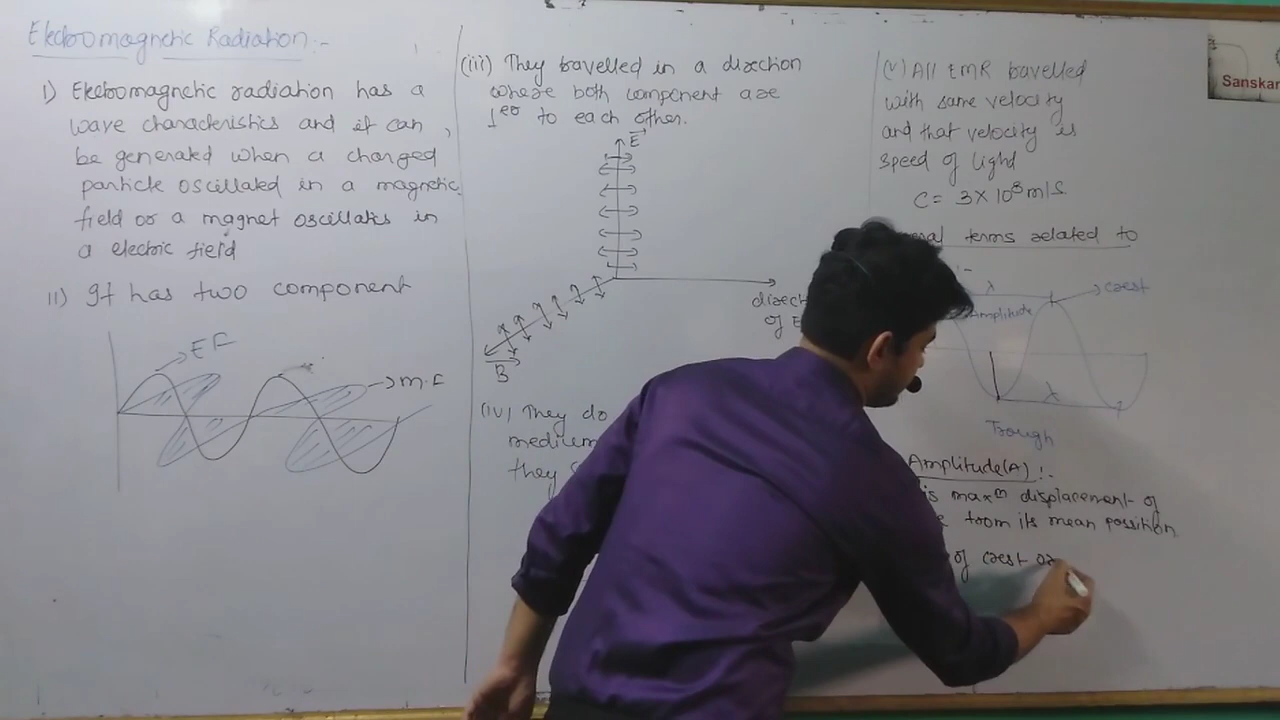 Electromagnetic Radiation:-
i) Electromagnetic radiation has a
wave characteristics and it can
be generated when a charged
particle oscillated in a magnetic
field or a magnet oscillates in
a electric field
ii) It has two component
EF
m.F
(iii) They travelled in a direction
where both component are
⊥er to each other.
E
B
direct
of E
(iv) They do
medium
they
(v) All EMR travelled
with same velocity
and that velocity is
speed of light
C = 3×10⁸ m/s
terms related to
λ
crest
Amplitude
λ
Trough
Amplitude(A) :-
is maxᵐ displacement of
from its mean possition
of crest or
Sanskar